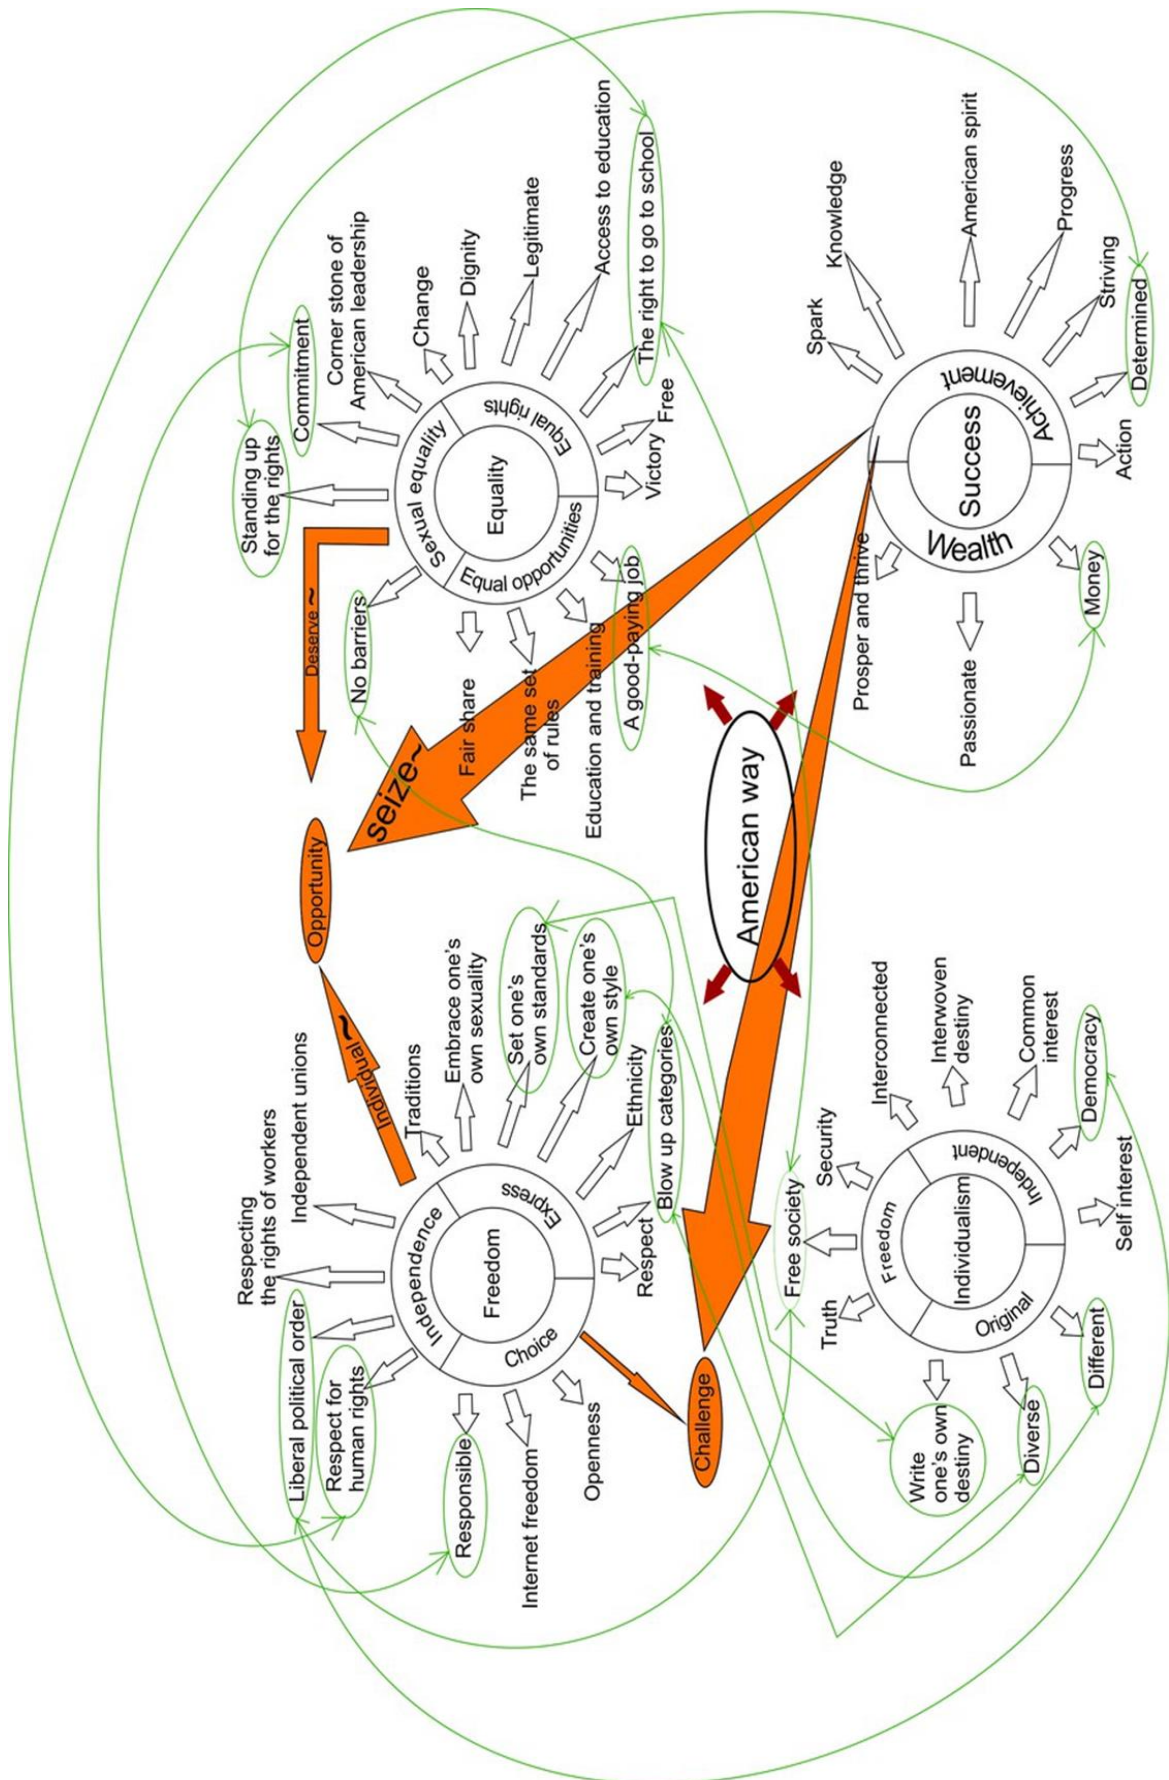 Respecting
the rights of workers
Independent unions
Liberal political order
Respect for
human rights
Responsible
Internet freedom
Openness
Independence
Choice
Express
Freedom
Traditions
Embrace one's
own sexuality
Set one's
own standards
Create one's
own style
Ethnicity
Blow up categories
Respect
Individual~
Opportunity
Deserve ~
seize~
Challenge
Standing up
for the rights
Commitment
Corner stone of
American leadership
Change
Dignity
Legitimate
Access to education
The right to go to school
Free
Victory
Sexual equality
Equal rights
Equal opportunities
Equality
No barriers
Fair share
The same set
of rules
Education and training
A good-paying job
American way
Truth
Free society
Security
Interconnected
Interwoven
destiny
Common
interest
Democracy
Self interest
Different
Diverse
Write
one's own
destiny
Freedom
Independent
Original
Individualism
Spark
Knowledge
American spirit
Progress
Striving
Determined
Action
Money
Passionate
Prosper and thrive
Wealth
Achievement
Success